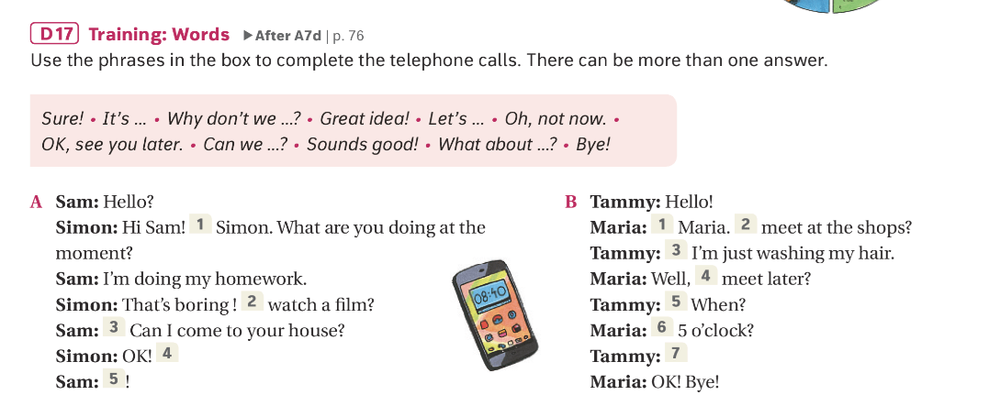 D17 Training: Words ▶ After A7d | p. 76
Use the phrases in the box to complete the telephone calls. There can be more than one answer.
Sure! • It's ... • Why don't we ...? • Great idea! • Let's ... • Oh, not now. •
OK, see you later. • Can we ...? • Sounds good! • What about ...? • Bye!
A Sam: Hello?
Simon: Hi Sam! 1 Simon. What are you doing at the
moment?
Sam: I'm doing my homework.
Simon: That's boring! 2 watch a film?
Sam: 3 Can I come to your house?
Simon: OK! 4
Sam: 5 !
08:40
B Tammy: Hello!
Maria: 1 Maria. 2 meet at the shops?
Tammy: 3 I'm just washing my hair.
Maria: Well, 4 meet later?
Tammy: 5 When?
Maria: 6 5 o'clock?
Tammy: 7
Maria: OK! Bye!